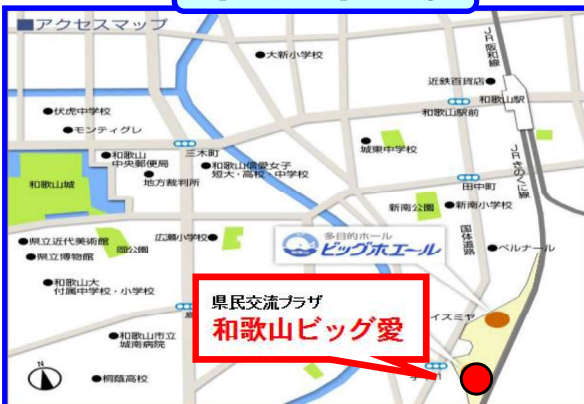 ■アクセスマップ
●大新小学校
JR阪和線
近鉄百貨店●
和歌山駅
●伏虎中学校
和歌山駅前
●モンティグレ
三木町
●城東中学校
JRきのくに線
●和歌山
中央郵便局
●和歌山信愛女子
短大・高校・中学校
●地方裁判所
田中町
和歌山城
新南公園
●新南小学校
国体道路
●県立近代美術館
岡公園
広瀬小学校●
●県立博物館
多目的ホール
ビッグホエール
●ベルナール
●和歌山大
付属中学校・小学校
県民交流プラザ
和歌山ビッグ愛
イズミヤ
●和歌山市立
城南病院
N
●桐蔭高校